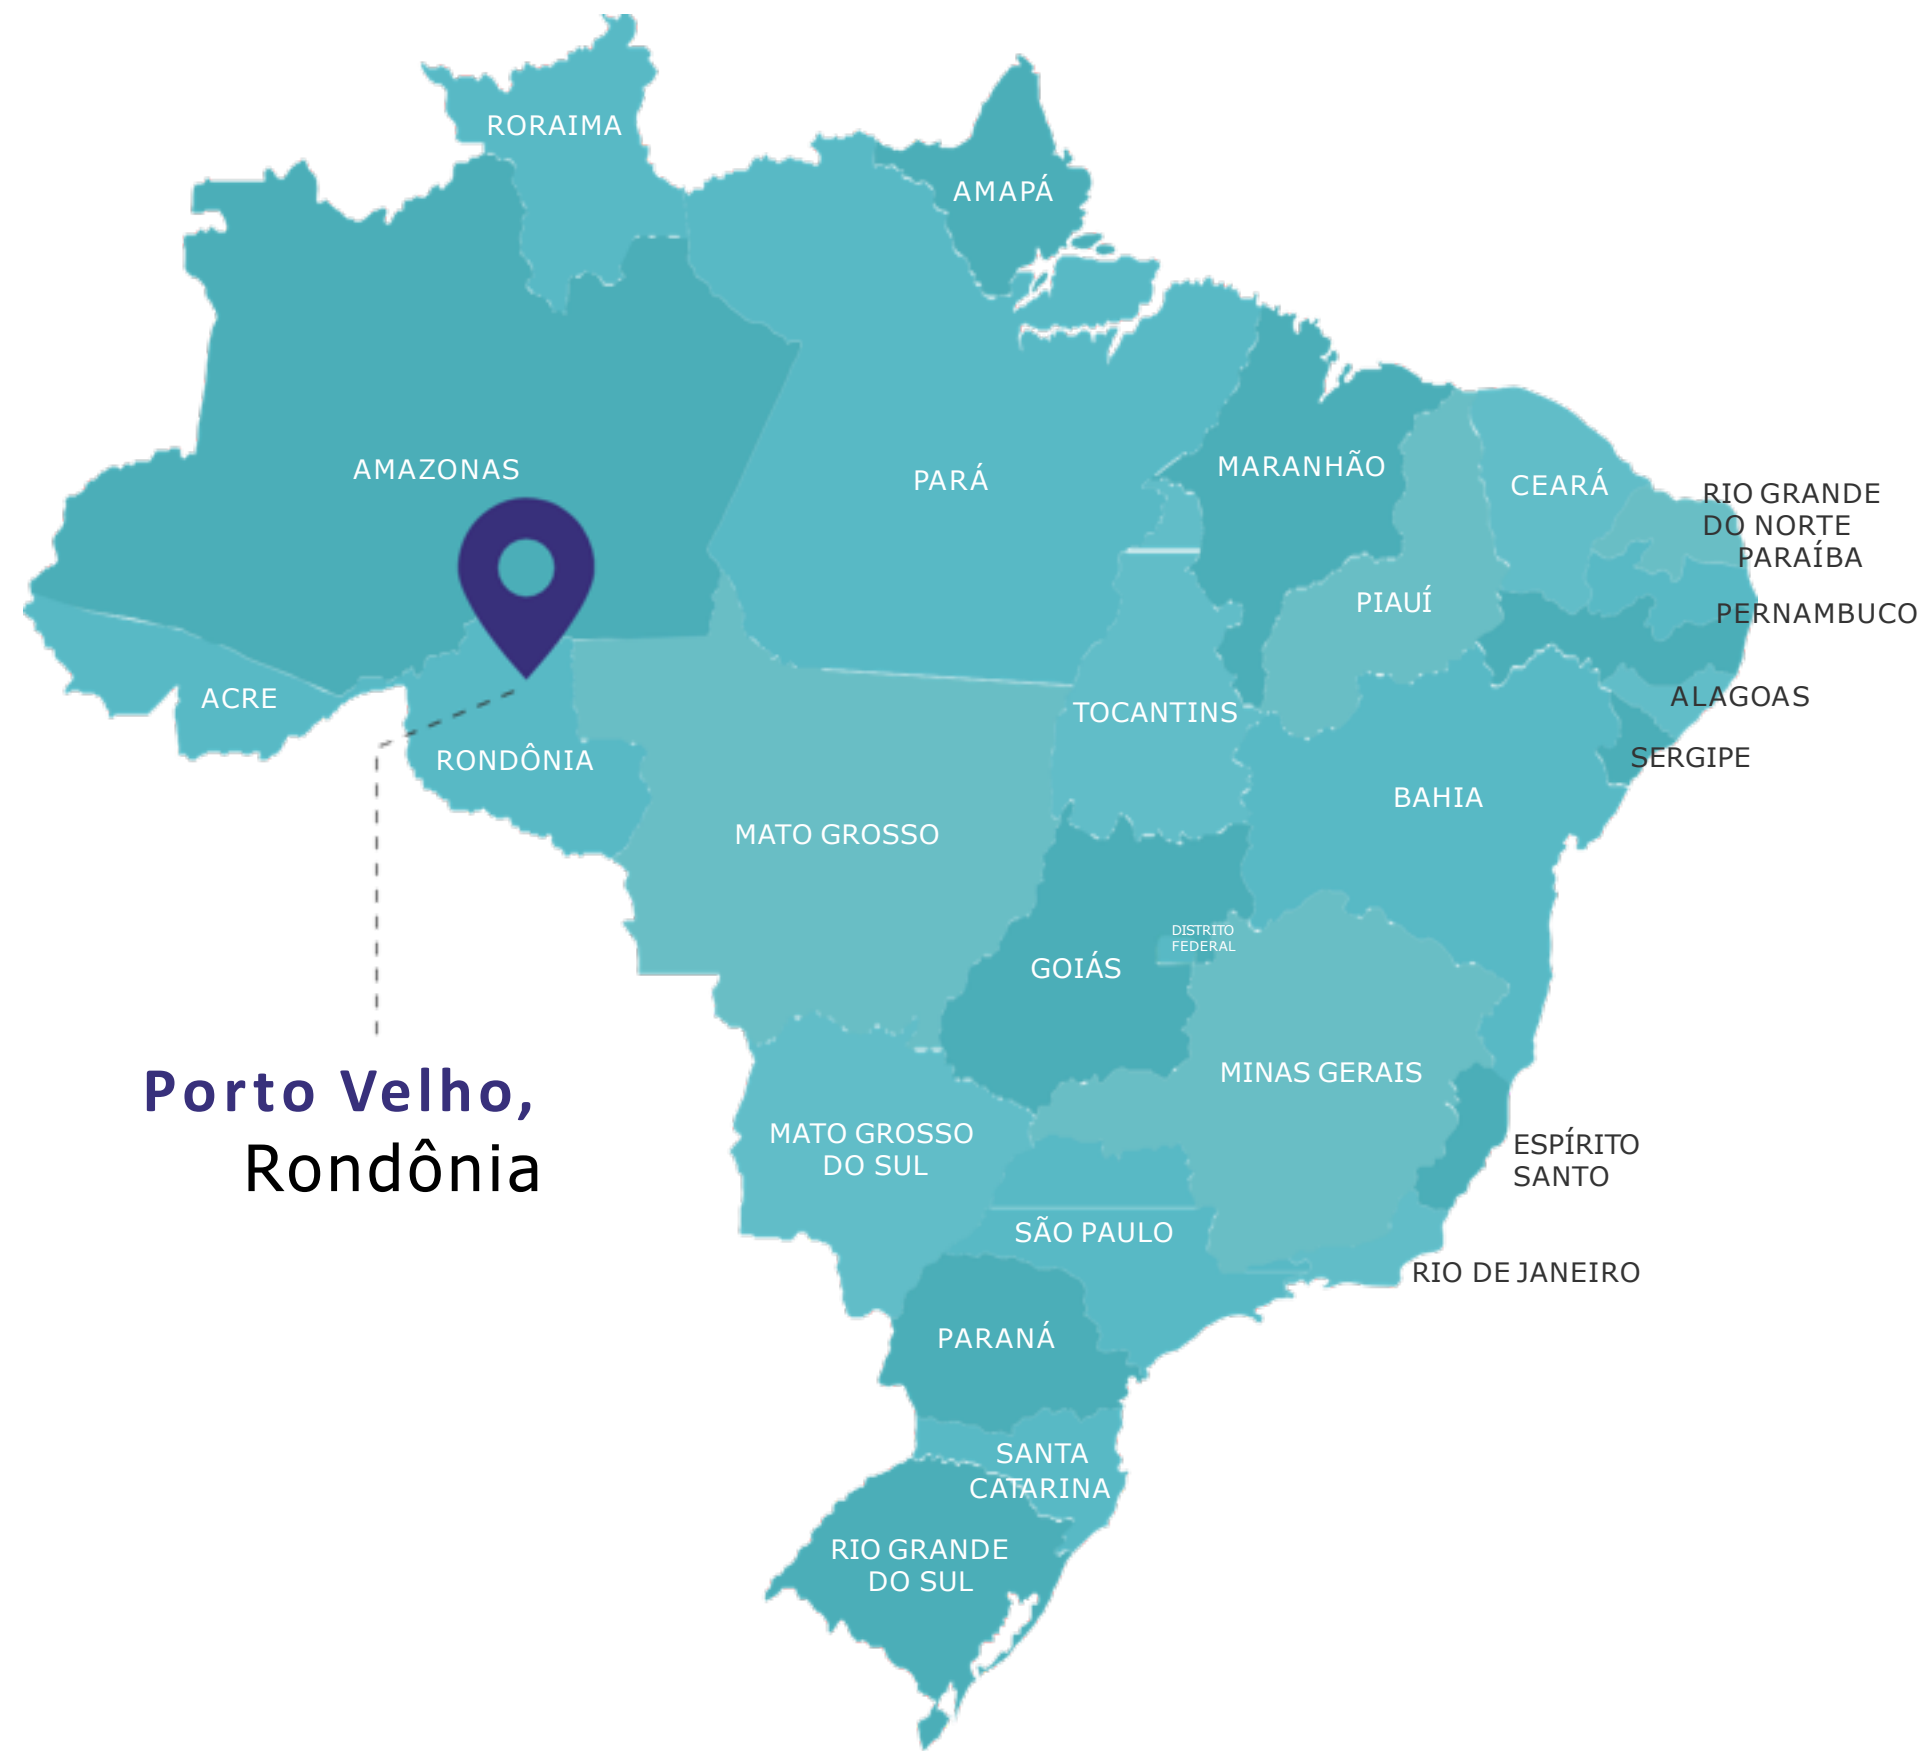 RORAIMA
AMAPÁ
AMAZONAS
PARÁ
MARANHÃO
CEARÁ
RIO GRANDE
DO NORTE
PARAÍBA
PIAUÍ
PERNAMBUCO
ACRE
ALAGOAS
TOCANTINS
RONDÔNIA
SERGIPE
BAHIA
MATO GROSSO
DISTRITO
FEDERAL
GOIÁS
MINAS GERAIS
Porto Velho,
Rondônia
MATO GROSSO
DO SUL
ESPÍRITO
SANTO
SÃO PAULO
RIO DE JANEIRO
PARANÁ
SANTA
CATARINA
RIO GRANDE
DO SUL